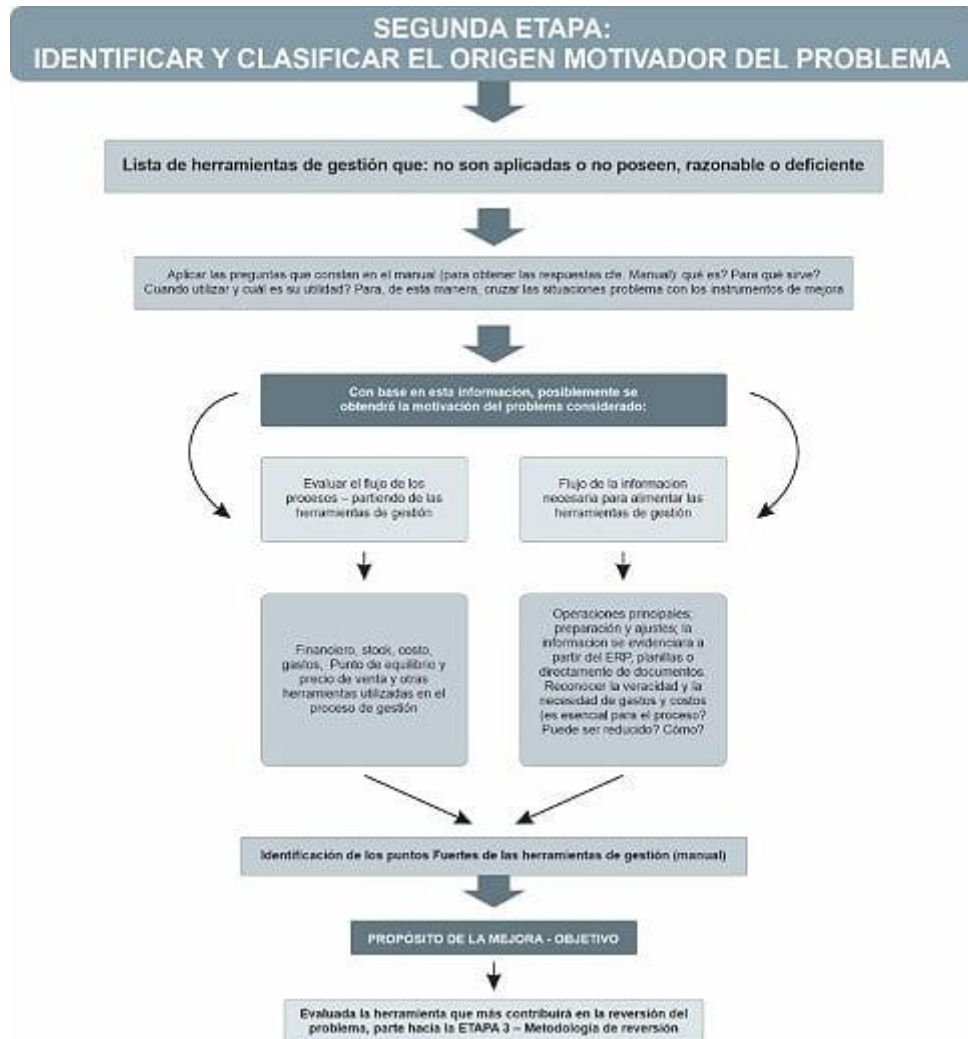 SEGUNDA ETAPA:
IDENTIFICAR Y CLASIFICAR EL ORIGEN MOTIVADOR DEL PROBLEMA
Lista de herramientas de gestión que: no son aplicadas o no poseen, razonable o deficiente
Aplicar las preguntas que constan en el manual (para obtener las respuestas cfe. Manual): qué es? Para qué sirve?
Cuando utilizar y cuál es su utilidad? Para, de esta manera, cruzar las situaciones problema con los instrumentos de mejora
Con base en esta informacion, posiblemente se
obtendrá la motivación del problema considerado:
Evaluar el flujo de los
procesos – partiendo de las
herramientas de gestión
Flujo de la informacion
necesaria para alimentar las
herramientas de gestión
Financiero, stock, costo,
gastos, Punto de equilibrio y
precio de venta y otras
herramientas utilizadas en el
proceso de gestión
Operaciones principales;
preparación y ajustes; la
informacion se evidenciara a
partir del ERP, planillas o
directamente de documentos.
Reconocer la veracidad y la
necesidad de gastos y costos
(es esencial para el proceso?
Puede ser reducido? Cómo?
Identificación de los puntos Fuertes de las herramientas de gestión (manual)
PROPÓSITO DE LA MEJORA - OBJETIVO
Evaluada la herramienta que más contribuirá en la reversión del
problema, parte hacia la ETAPA 3 – Metodología de reversión